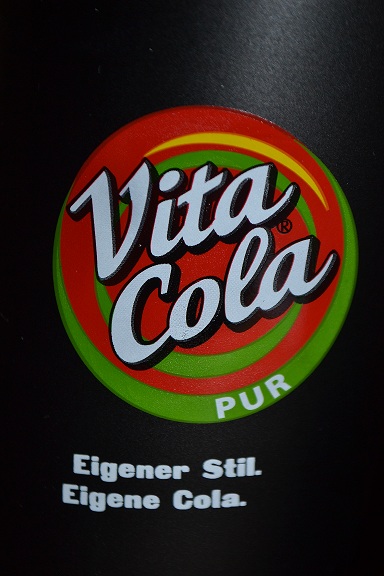 Vita
Cola®
PUR
Eigener Stil.
Eigene Cola.